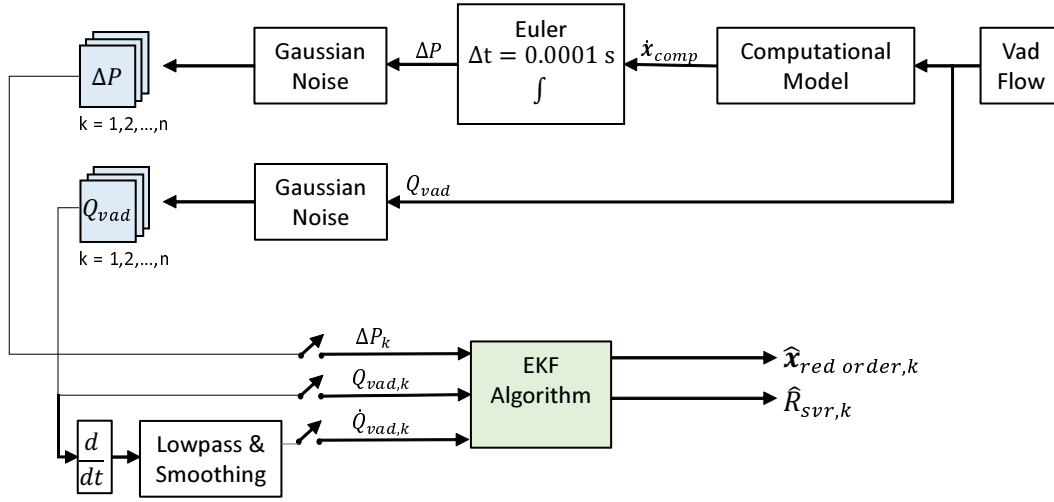 Vad
Flow
Computational
Model
ẋ_comp
Euler
Δt = 0.0001 s
∫
ΔP
Gaussian
Noise
ΔP
k = 1,2,...,n
Q_vad
Gaussian
Noise
Q_vad
k = 1,2,...,n
ΔP_k
Q_vad,k
Q̇_vad,k
d
dt
Lowpass &
Smoothing
EKF
Algorithm
x̂_red order,k
R̂_svr,k